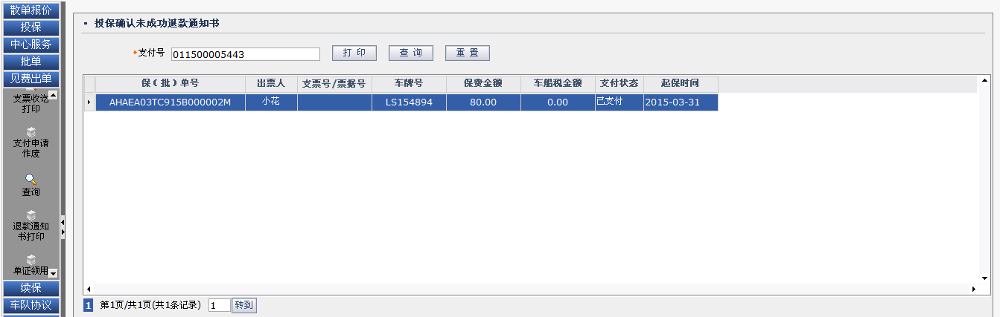 散单报价
投保
中心服务
批单
见费出单
支票收讫
打印
支付申请
作废
查询
退款通知
书打印
单证领用
续保
车队协议
投保确认未成功退款通知书
*支付号 011500005443 打 印 查 询 重 置
保（批）单号 出票人 支票号/票据号 车牌号 保费金额 车船税金额 支付状态 起保时间
AHAEA03TC915B000002M 小花 LS154894 80.00 0.00 已支付 2015-03-31
1 第1页/共1页(共1条记录) 1 转到